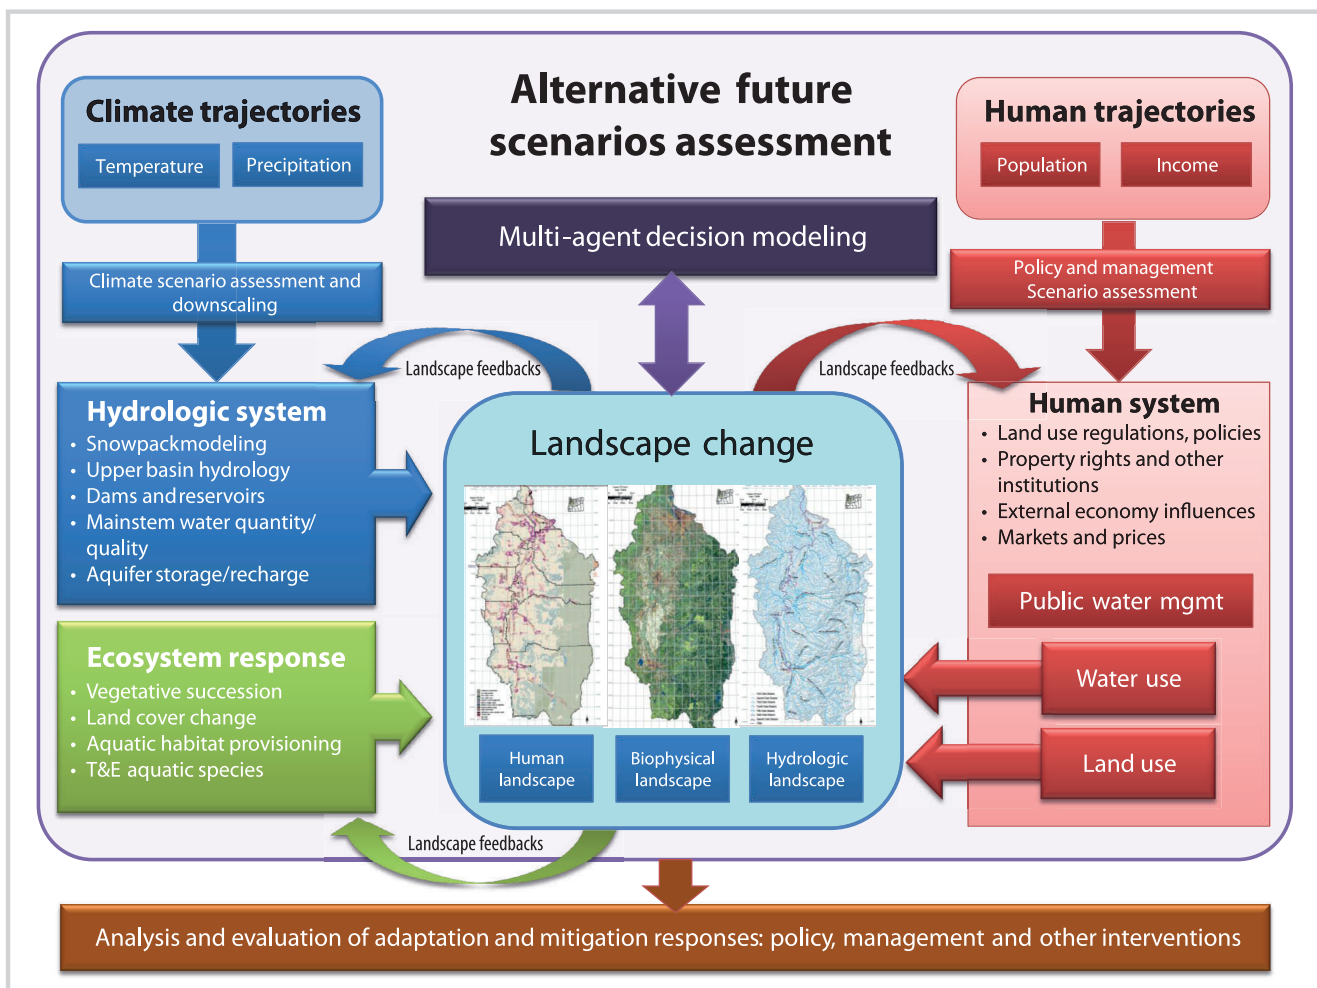 Alternative future
scenarios assessment
Climate trajectories
Temperature
Precipitation
Human trajectories
Population
Income
Multi-agent decision modeling
Climate scenario assessment and
downscaling
Policy and management
Scenario assessment
Landscape feedbacks
Landscape feedbacks
Hydrologic system
• Snowpackmodeling
• Upper basin hydrology
• Dams and reservoirs
• Mainstem water quantity/
quality
• Aquifer storage/recharge
Landscape change
Human system
• Land use regulations, policies
• Property rights and other
institutions
• External economy influences
• Markets and prices
Public water mgmt
Water use
Land use
Ecosystem response
• Vegetative succession
• Land cover change
• Aquatic habitat provisioning
• T&E aquatic species
Human
landscape
Biophysical
landscape
Hydrologic
landscape
Landscape feedbacks
Analysis and evaluation of adaptation and mitigation responses: policy, management and other interventions